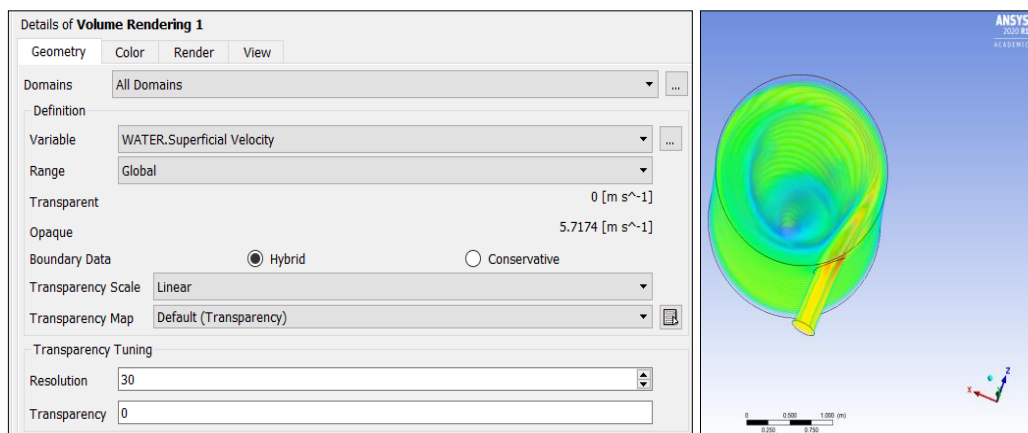 Details of Volume Rendering 1
Geometry Color Render View
Domains All Domains ...
Definition
Variable WATER.Superficial Velocity ...
Range Global
Transparent 0 [m s^-1]
Opaque 5.7174 [m s^-1]
Boundary Data Hybrid Conservative
Transparency Scale Linear
Transparency Map Default (Transparency)
Transparency Tuning
Resolution 30
Transparency 0
ANSYS
2020 R1
ACADEMIC
Z
X
0 0.500 1.000 (m)
0.250 0.750